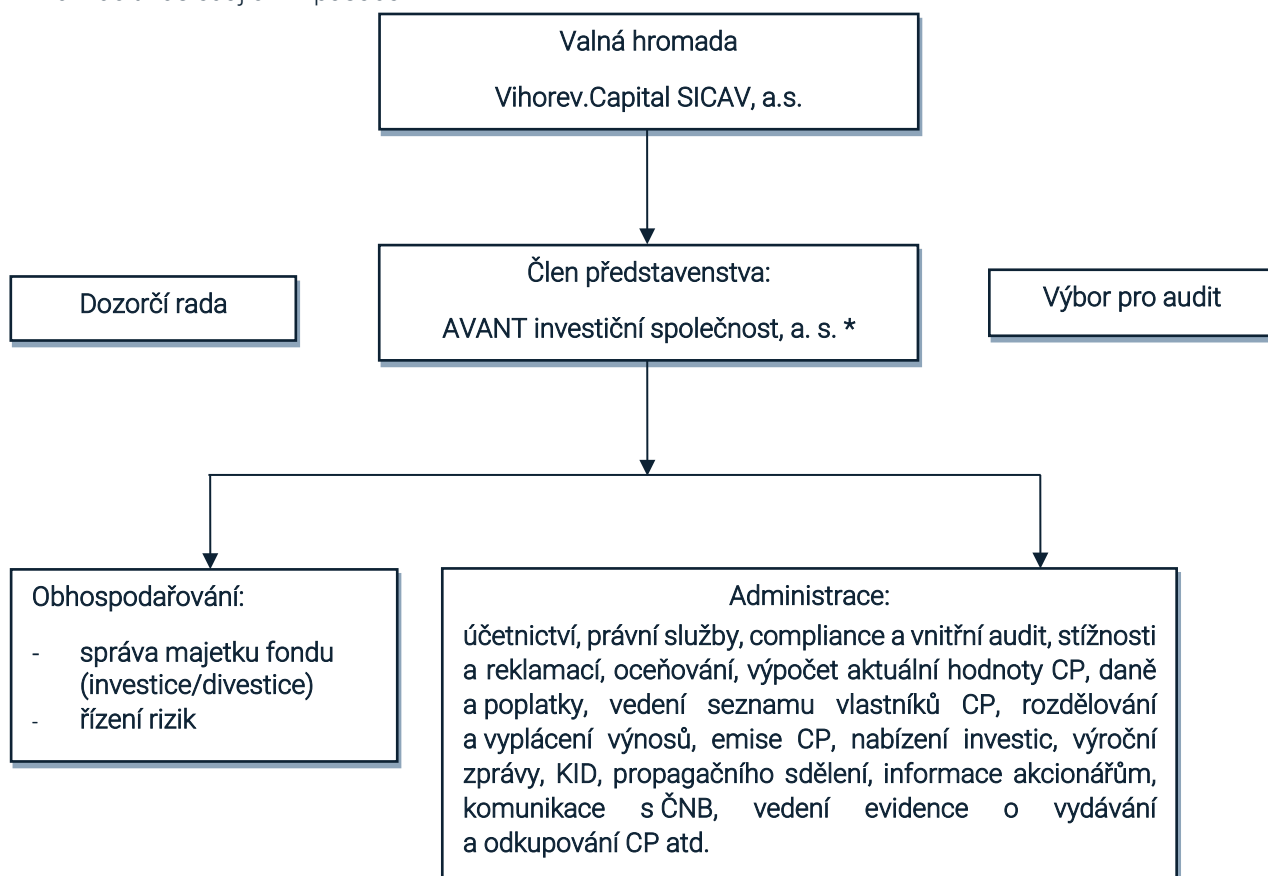 Valná hromada
Vihorev.Capital SICAV, a.s.
Člen představenstva:
AVANT investiční společnost, a. s. *
Dozorčí rada
Výbor pro audit
Obhospodařování:
- správa majetku fondu
(investice/divestice)
- řízení rizik
Administrace:
účetnictví, právní služby, compliance a vnitřní audit, stížnosti
a reklamací, oceňování, výpočet aktuální hodnoty CP, daně
a poplatky, vedení seznamu vlastníků CP, rozdělování
a vyplácení výnosů, emise CP, nabízení investic, výroční
zprávy, KID, propagačního sdělení, informace akcionářům,
komunikace s ČNB, vedení evidence o vydávání
a odkupování CP atd.